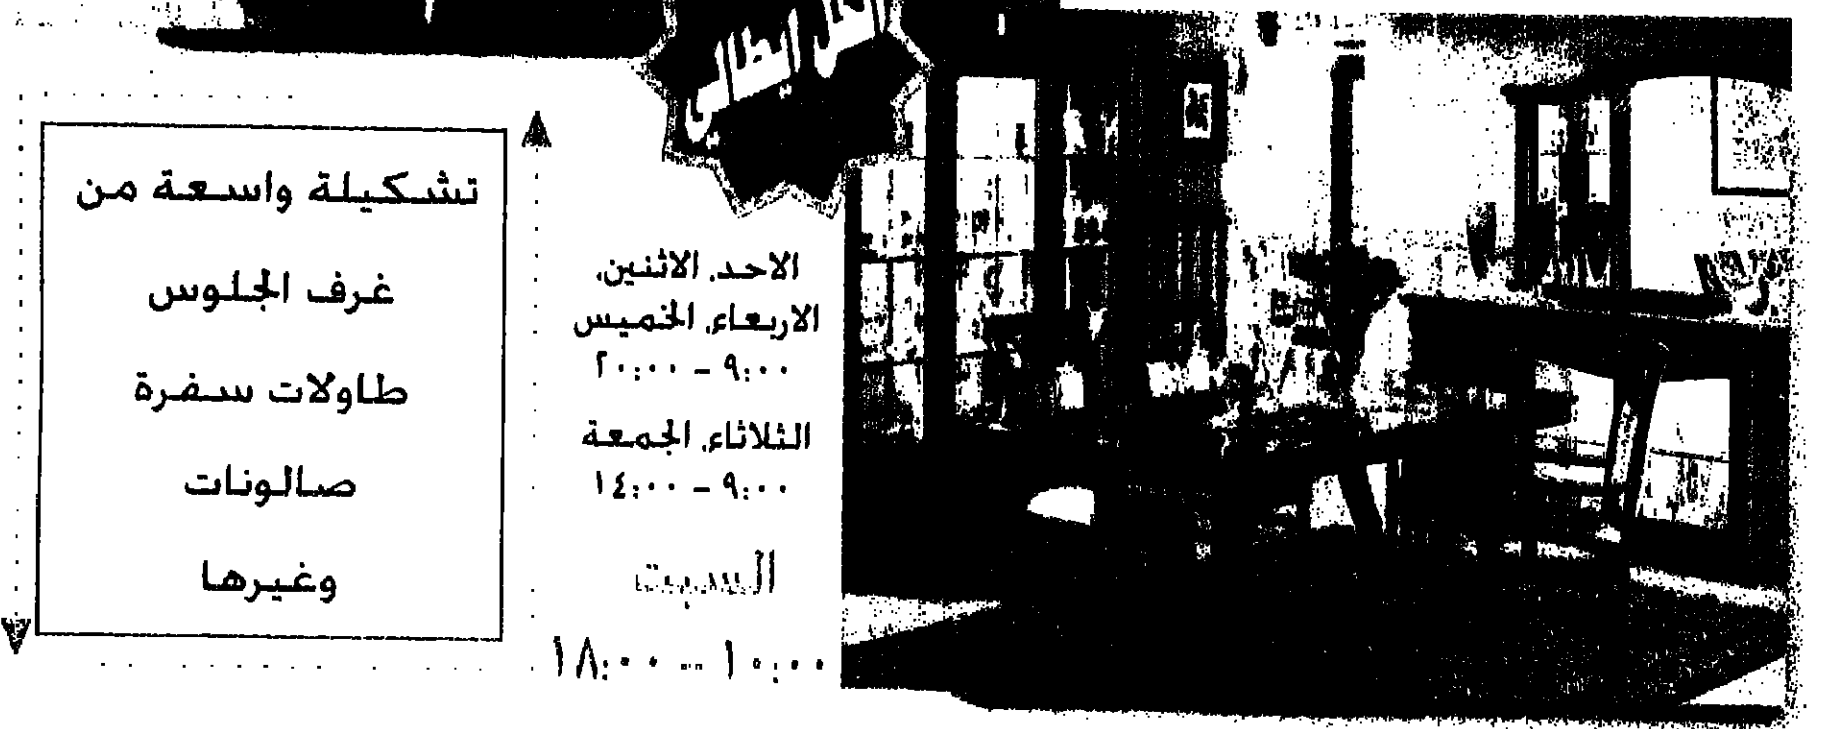 ايطالي
تشكيلة واسعة من
غرف الجلوس
طاولات سفرة
صالونات
وغيرها
الاحد، الاثنين،
الاربعاء، الخميس
٩:٠٠ - ٢٠:٠٠
الثلاثاء، الجمعة
٩:٠٠ - ١٤:٠٠
السبت
١٠:٠٠ - ١٨:٠٠